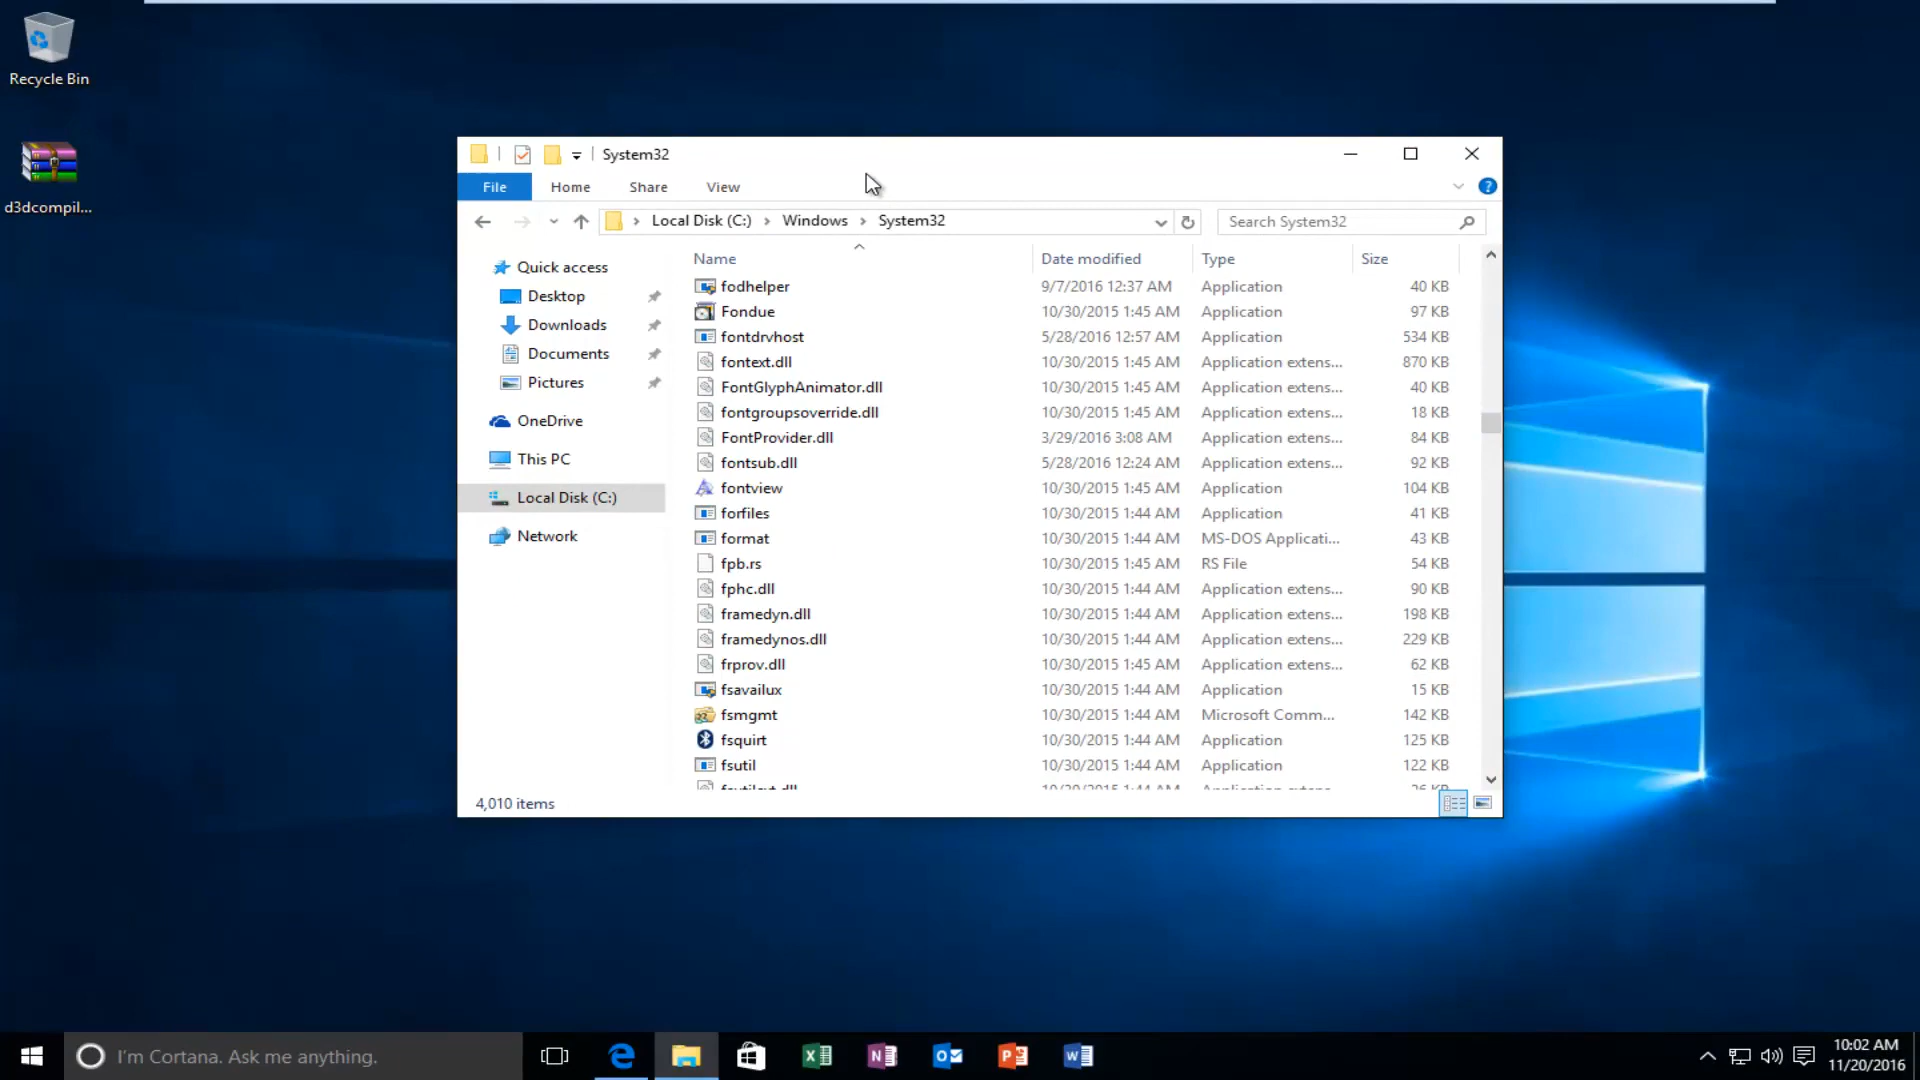 Recycle Bin
d3dcompil...
System32
File Home Share View
Local Disk (C:) Windows System32
Search System32
Quick access
Desktop
Downloads
Documents
Pictures
OneDrive
This PC
Local Disk (C:)
Network
Name Date modified Type Size
fodhelper 9/7/2016 12:37 AM Application 40 KB
Fondue 10/30/2015 1:45 AM Application 97 KB
fontdrvhost 5/28/2016 12:57 AM Application 534 KB
fontext.dll 10/30/2015 1:45 AM Application extens... 870 KB
FontGlyphAnimator.dll 10/30/2015 1:45 AM Application extens... 40 KB
fontgroupsoverride.dll 10/30/2015 1:45 AM Application extens... 18 KB
FontProvider.dll 3/29/2016 3:08 AM Application extens... 84 KB
fontsub.dll 5/28/2016 12:24 AM Application extens... 92 KB
fontview 10/30/2015 1:45 AM Application 104 KB
forfiles 10/30/2015 1:45 AM Application 41 KB
format 10/30/2015 1:44 AM MS-DOS Applicati... 43 KB
fpb.rs 10/30/2015 1:45 AM RS File 54 KB
fphc.dll 10/30/2015 1:44 AM Application extens... 90 KB
framedyn.dll 10/30/2015 1:44 AM Application extens... 198 KB
framedynos.dll 10/30/2015 1:44 AM Application extens... 229 KB
frprov.dll 10/30/2015 1:45 AM Application extens... 62 KB
fsavailux 10/30/2015 1:44 AM Application 15 KB
fsmgmt 10/30/2015 1:44 AM Microsoft Comm... 142 KB
fsquirt 10/30/2015 1:44 AM Application 125 KB
fsutil 10/30/2015 1:44 AM Application 122 KB
4,010 items
I'm Cortana. Ask me anything.
10:02 AM
11/20/2016